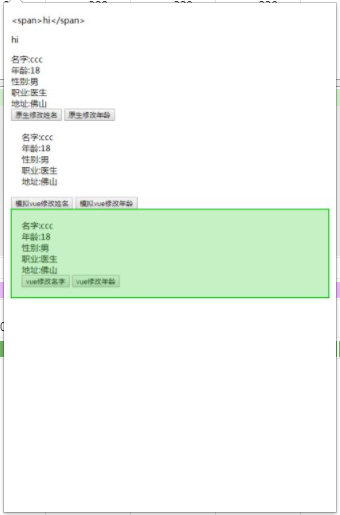 <span>hi</span>
hi
名字:ccc
年龄:18
性别:男
职业:医生
地址:佛山
原生修改姓名 原生修改年龄
名字:ccc
年龄:18
性别:男
职业:医生
地址:佛山
模拟vue修改姓名 模拟vue修改年龄
名字:ccc
年龄:18
性别:男
职业:医生
地址:佛山
vue修改名字 vue修改年龄